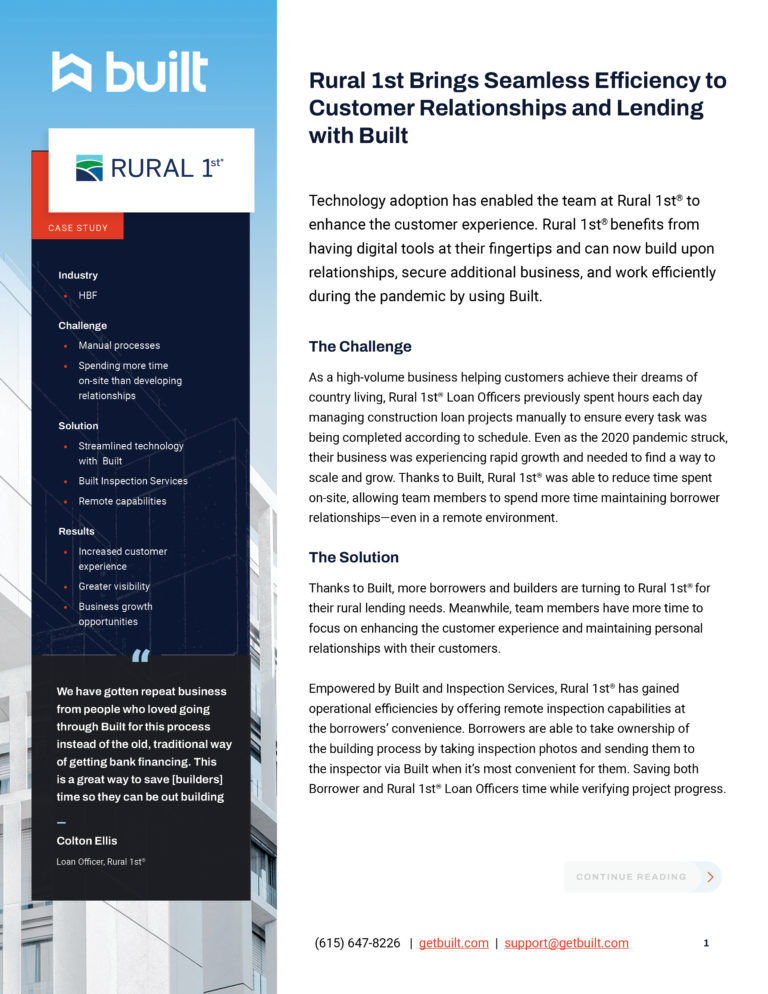 built
RURAL 1st®
CASE STUDY
Industry
• HBF
Challenge
• Manual processes
• Spending more time
on-site than developing
relationships
Solution
• Streamlined technology
with Built
• Built Inspection Services
• Remote capabilities
Results
• Increased customer
experience
• Greater visibility
• Business growth
opportunities
“
We have gotten repeat business
from people who loved going
through Built for this process
instead of the old, traditional way
of getting bank financing. This
is a great way to save [builders]
time so they can be out building
—
Colton Ellis
Loan Officer, Rural 1st®
Rural 1st Brings Seamless Efficiency to
Customer Relationships and Lending
with Built
Technology adoption has enabled the team at Rural 1st® to
enhance the customer experience. Rural 1st® benefits from
having digital tools at their fingertips and can now build upon
relationships, secure additional business, and work efficiently
during the pandemic by using Built.
The Challenge
As a high-volume business helping customers achieve their dreams of
country living, Rural 1st® Loan Officers previously spent hours each day
managing construction loan projects manually to ensure every task was
being completed according to schedule. Even as the 2020 pandemic struck,
their business was experiencing rapid growth and needed to find a way to
scale and grow. Thanks to Built, Rural 1st® was able to reduce time spent
on-site, allowing team members to spend more time maintaining borrower
relationships—even in a remote environment.
The Solution
Thanks to Built, more borrowers and builders are turning to Rural 1st® for
their rural lending needs. Meanwhile, team members have more time to
focus on enhancing the customer experience and maintaining personal
relationships with their customers.
Empowered by Built and Inspection Services, Rural 1st® has gained
operational efficiencies by offering remote inspection capabilities at
the borrowers’ convenience. Borrowers are able to take ownership of
the building process by taking inspection photos and sending them to
the inspector via Built when it’s most convenient for them. Saving both
Borrower and Rural 1st® Loan Officers time while verifying project progress.
CONTINUE READING
(615) 647-8226 | getbuilt.com | support@getbuilt.com
1